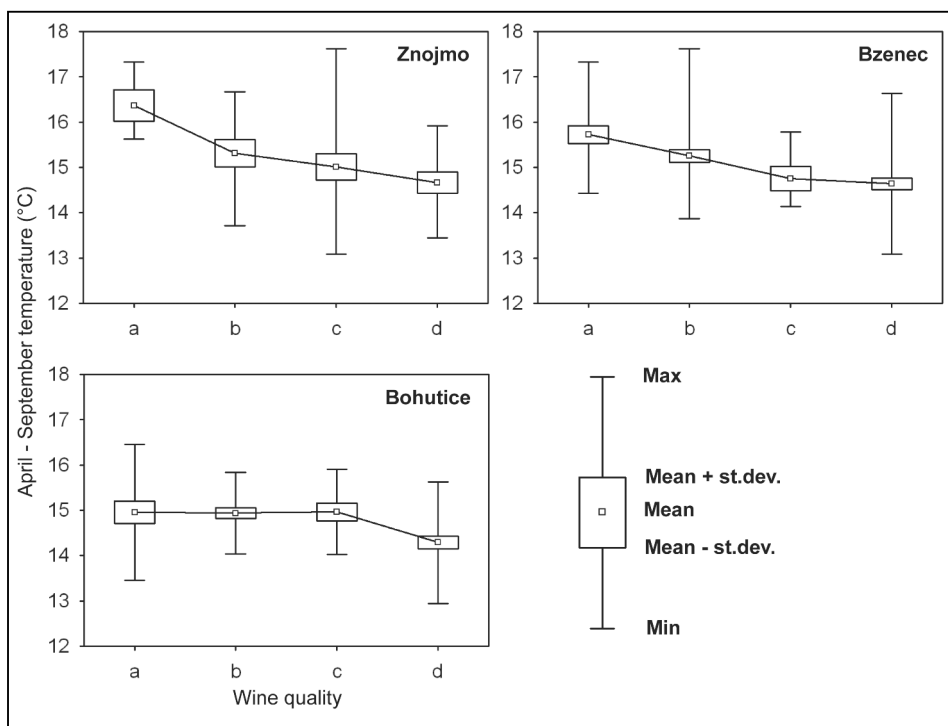 April - September temperature (°C)
Znojmo
18
17
16
15
14
13
12
a b c d
Bzenec
18
17
16
15
14
13
12
a b c d
Bohutice
18
17
16
15
14
13
12
a b c d
Wine quality
Max
Mean + st.dev.
Mean
Mean - st.dev.
Min